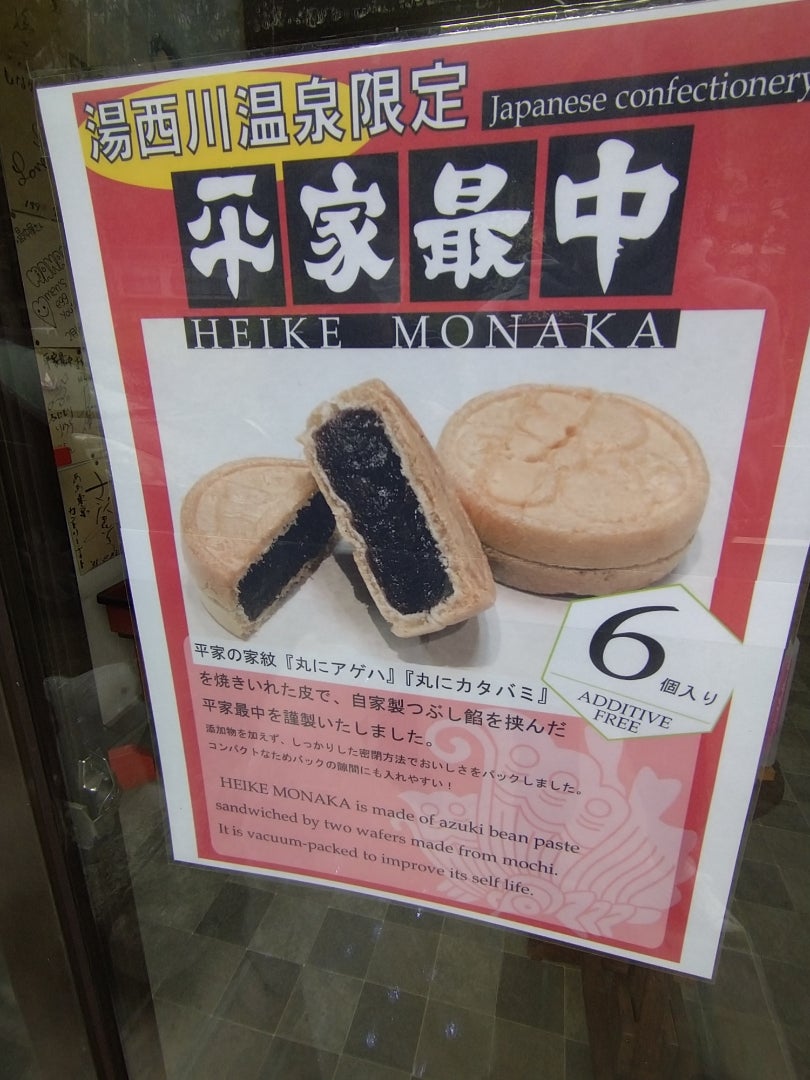 湯西川温泉限定
Japanese confectionery
平家最中
HEIKE MONAKA
6
個入り
ADDITIVE
FREE
平家の家紋『丸にアゲハ』『丸にカタバミ』
を焼きいれた皮で、自家製つぶし餡を挟んだ
平家最中を謹製いたしました。
添加物を加えず、しっかりした密閉方法でおいしさをパックしました。
コンパクトなためバックの隙間にも入れやすい！
HEIKE MONAKA is made of azuki bean paste
sandwiched by two wafers made from mochi.
It is vacuum-packed to improve its self life.